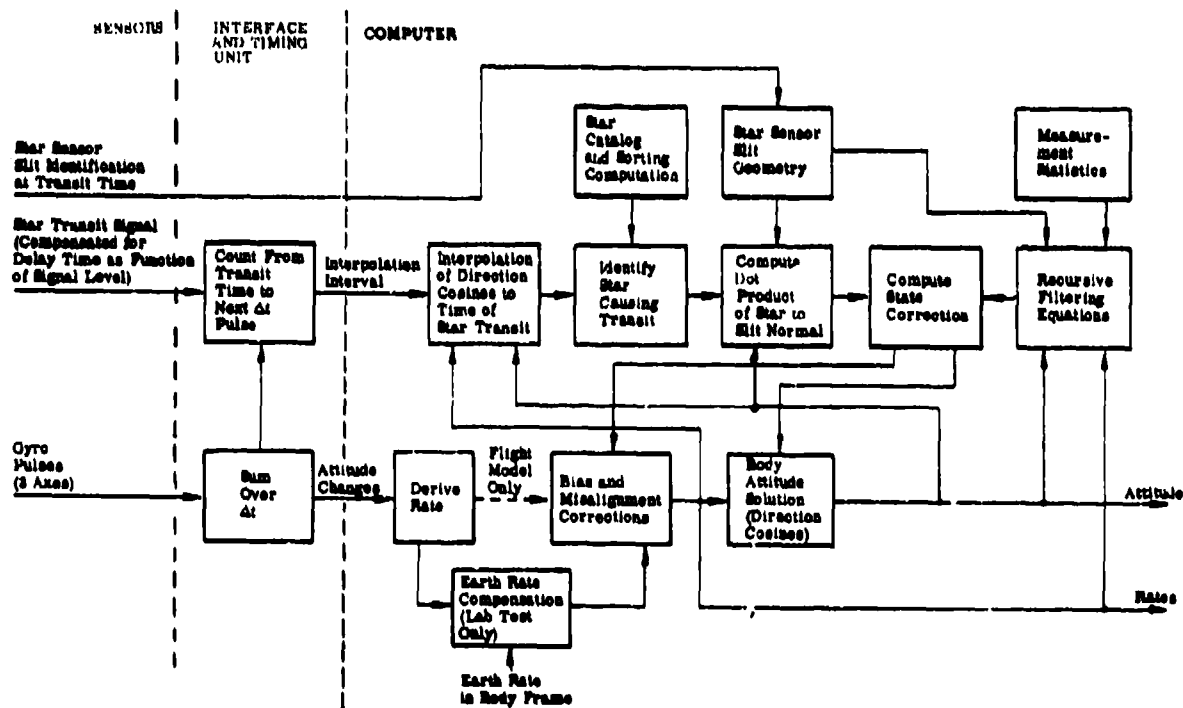 SENSORS
INTERFACE
AND TIMING
UNIT
COMPUTER
Star Sensor
Slit Identification
at Transit Time
Star
Catalog
and Sorting
Computation
Star Sensor
Slit
Geometry
Measure-
ment
Statistics
Star Transit Signal
(Compensated for
Delay Time as Function
of Signal Level)
Count From
Transit
Time to
Next Δt
Pulse
Interpolation
Interval
Interpolation
of Direction
Cosines to
Time of
Star Transit
Identify
Star
Causing
Transit
Compute
Dot
Product
of Star to
Slit Normal
Compute
State
Correction
Recursive
Filtering
Equations
Gyro
Pulses
(3 Axes)
Sum
Over
Δt
Attitude
Changes
Derive
Rate
Flight
Model
Only
Bias and
Misalignment
Corrections
Body
Attitude
Solution
(Direction
Cosines)
Attitude
Earth Rate
Compensation
(Lab Test
Only)
Rates
Earth Rate
in Body Frame